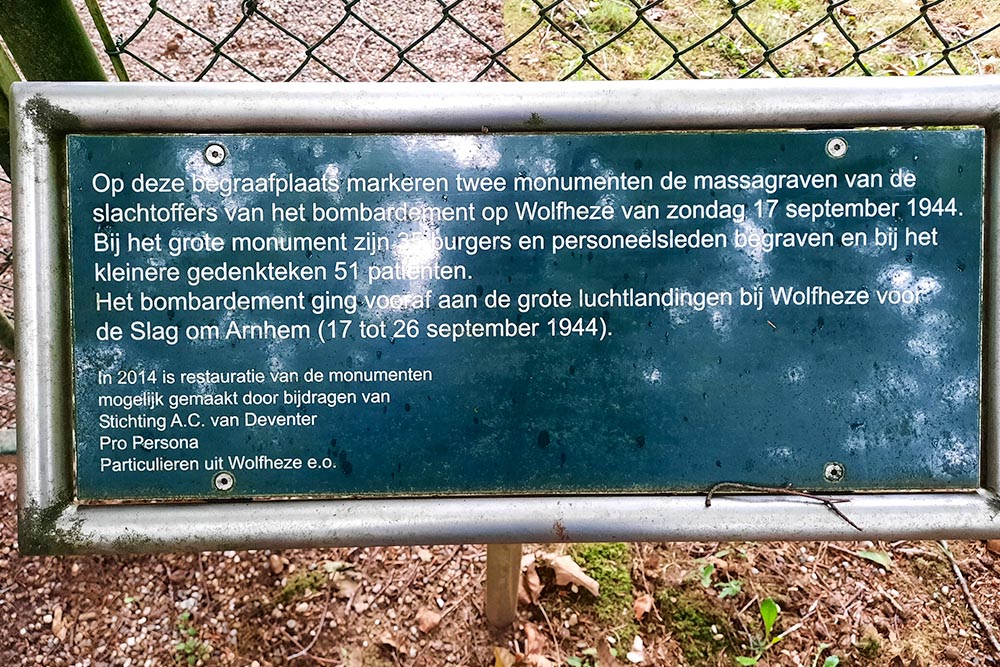 Op deze begraafplaats markeren twee monumenten de massagraven van de
slachtoffers van het bombardement op Wolfheze van zondag 17 september 1944.
Bij het grote monument zijn burgers en personeelsleden begraven en bij het
kleinere gedenkteken 51 patiënten.
Het bombardement ging vooraf aan de grote luchtlandingen bij Wolfheze voor
de Slag om Arnhem (17 tot 26 september 1944).
In 2014 is restauratie van de monumenten
mogelijk gemaakt door bijdragen van
Stichting A.C. van Deventer
Pro Persona
Particulieren uit Wolfheze e.o.